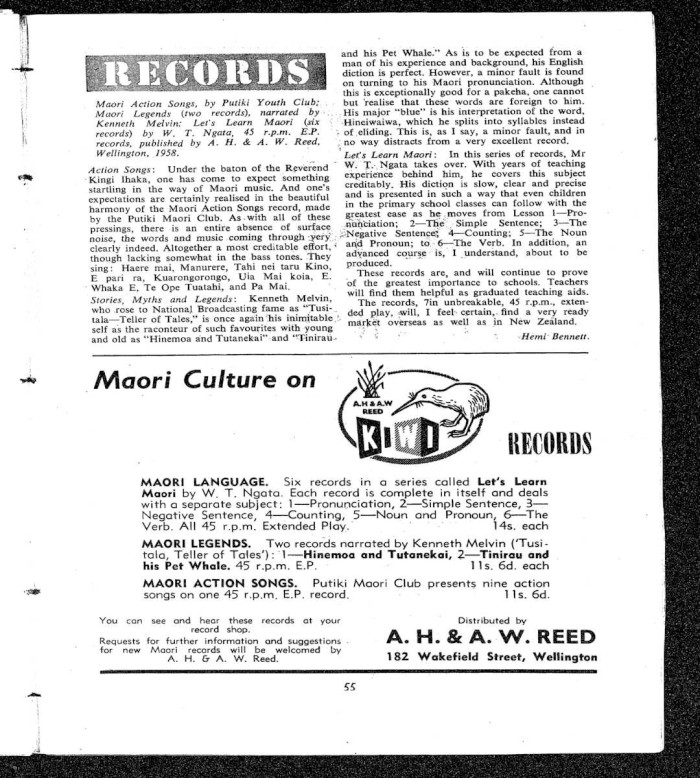 RECORDS
Maori Action Songs, by Putiki Youth Club;
Maori Legends (two records), narrated by
Kenneth Melvin; Let's Learn Maori (six
records) by W. T. Ngata, 45 r.p.m. E.P.
records, published by A. H. & A. W. Reed,
Wellington, 1958.
Action Songs: Under the baton of the Reverend
Kingi Ihaka, one has come to expect something
startling in the way of Maori music. And one's
expectations are certainly realised in the beautiful
harmony of the Maori Action Songs record, made
by the Putiki Maori Club. As with all of these
pressings, there is an entire absence of surface
noise, the words and music coming through very
clearly indeed. Altogether a most creditable effort,
though lacking somewhat in the bass tones. They
sing: Haere mai, Manurere, Tahi nei taru Kino,
E pari ra, Kuarongorongo, Uia Mai koia, E.
Whaka E, Te Ope Tuatahi, and Pa Mai.
Stories, Myths and Legends: Kenneth Melvin,
who rose to National Broadcasting fame as "Tusi-
tala—Teller of Tales," is once again his inimitable
self as the raconteur of such favourites with young
and old as "Hinemoa and Tutanekai" and "Tinirau
and his Pet Whale." As is to be expected from a
man of his experience and background, his English
diction is perfect. However, a minor fault is found
on turning to his Maori pronunciation. Although
this is exceptionally good for a pakeha, one cannot
but realise that these words are foreign to him.
His major "blue" is his interpretation of the word,
Hineiwaiwa, which he splits into syllables instead
of eliding. This is, as I say, a minor fault, and in
no way distracts from a very excellent record.
Let's Learn Maori: In this series of records, Mr
W. T. Ngata takes over. With years of teaching
experience behind him, he covers this subject
creditably. His diction is slow, clear and precise
and is presented in such a way that even children
in the primary school classes can follow with the
greatest ease as he moves from Lesson 1—Pro-
nunciation; 2—The Simple Sentence; 3—The
Negative Sentence; 4—Counting; 5—The Noun
and Pronoun; to 6—The Verb. In addition, an
advanced course is, I understand, about to be
produced.
These records are, and will continue to prove
of the greatest importance to schools. Teachers
will find them helpful as graduated teaching aids.
The records, 7in unbreakable, 45 r.p.m., exten-
ded play, will, I feel certain, find a very ready
market overseas as well as in New Zealand.
-Hemi Bennett.
Maori Culture on
A.H & A.W
REED
KIWI
RECORDS
MAORI LANGUAGE. Six records in a series called Let's Learn
Maori by W. T. Ngata. Each record is complete in itself and deals
with a separate subject: 1—Pronunciation, 2—Simple Sentence, 3—
Negative Sentence, 4—Counting, 5—Noun and Pronoun, 6—The
Verb. All 45 r.p.m. Extended Play. 14s. each
MAORI LEGENDS. Two records narrated by Kenneth Melvin ('Tusi-
tala, Teller of Tales'): 1—Hinemoa and Tutanekai, 2—Tinirau and
his Pet Whale. 45 r.p.m. E.P. 11s. 6d. each
MAORI ACTION SONGS. Putiki Maori Club presents nine action
songs on one 45 r.p.m. E.P. record. 11s. 6d.
You can see and hear these records at your
record shop.
Requests for further information and suggestions
for new Maori records will be welcomed by
A. H. & A. W. Reed.
Distributed by
A. H. & A. W. REED
182 Wakefield Street, Wellington
55